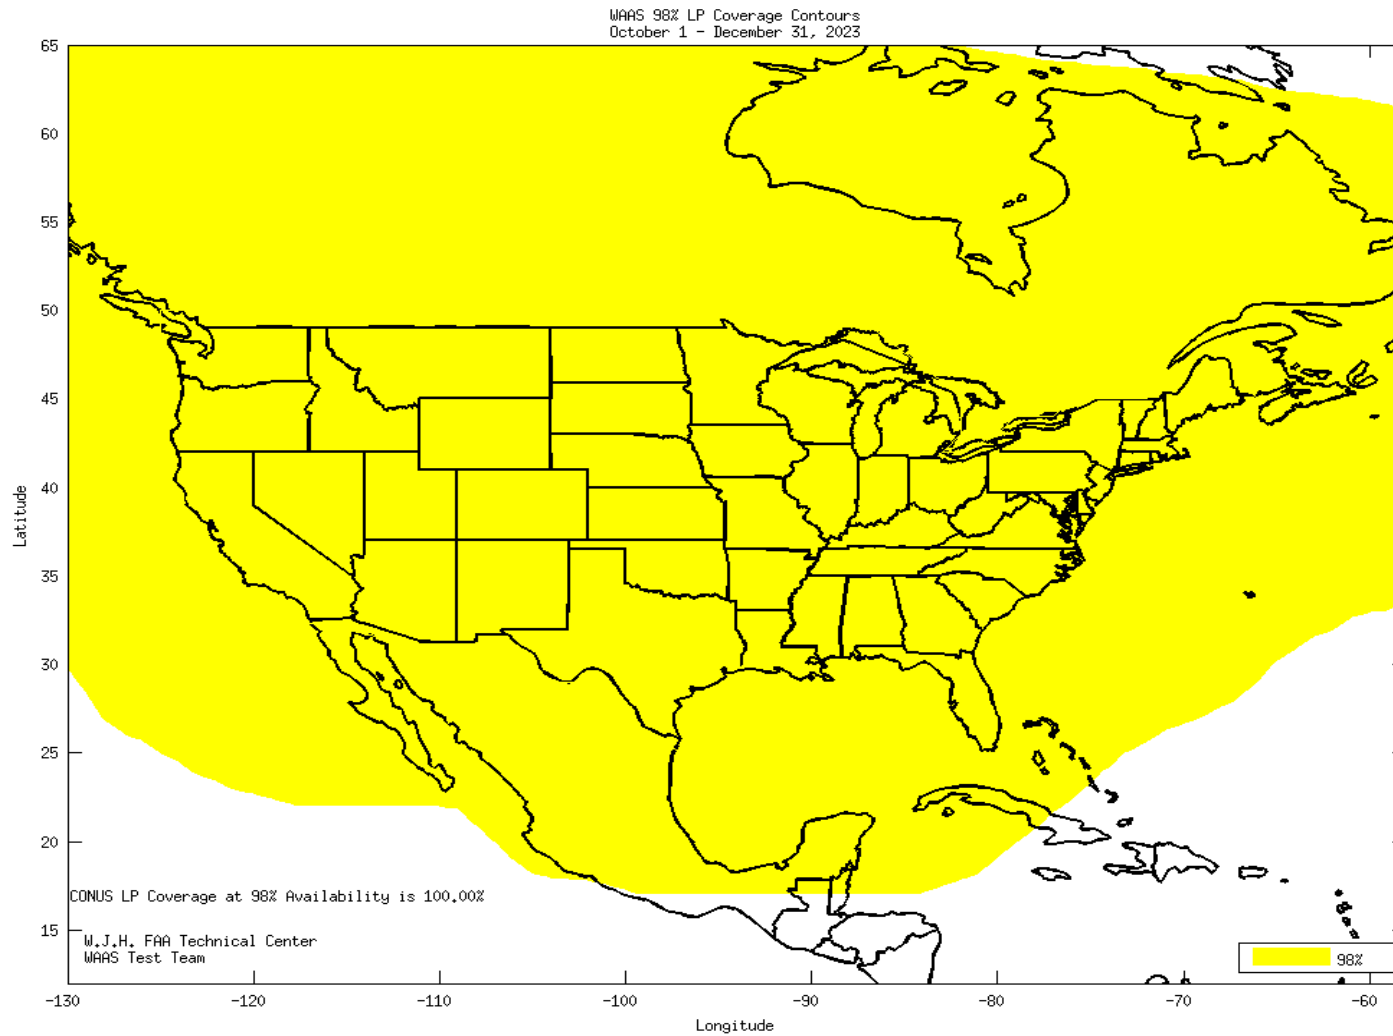 WAAS 98% LP Coverage Contours
October 1 - December 31, 2023
65
60
55
50
45
40
35
30
25
20
15
Latitude
CONUS LP Coverage at 98% Availability is 100.00%
W.J.H. FAA Technical Center
WAAS Test Team
98%
-130
-120
-110
-100
-90
-80
-70
-60
Longitude